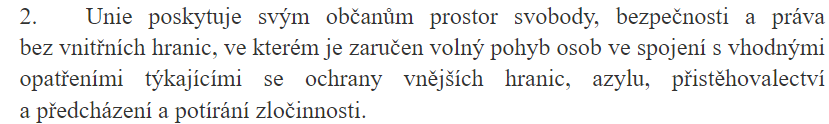 2. Unie poskytuje svým občanům prostor svobody, bezpečnosti a práva
bez vnitřních hranic, ve kterém je zaručen volný pohyb osob ve spojení s vhodnými
opatřeními týkajícími se ochrany vnějších hranic, azylu, přistěhovalectví
a předcházení a potírání zločinnosti.